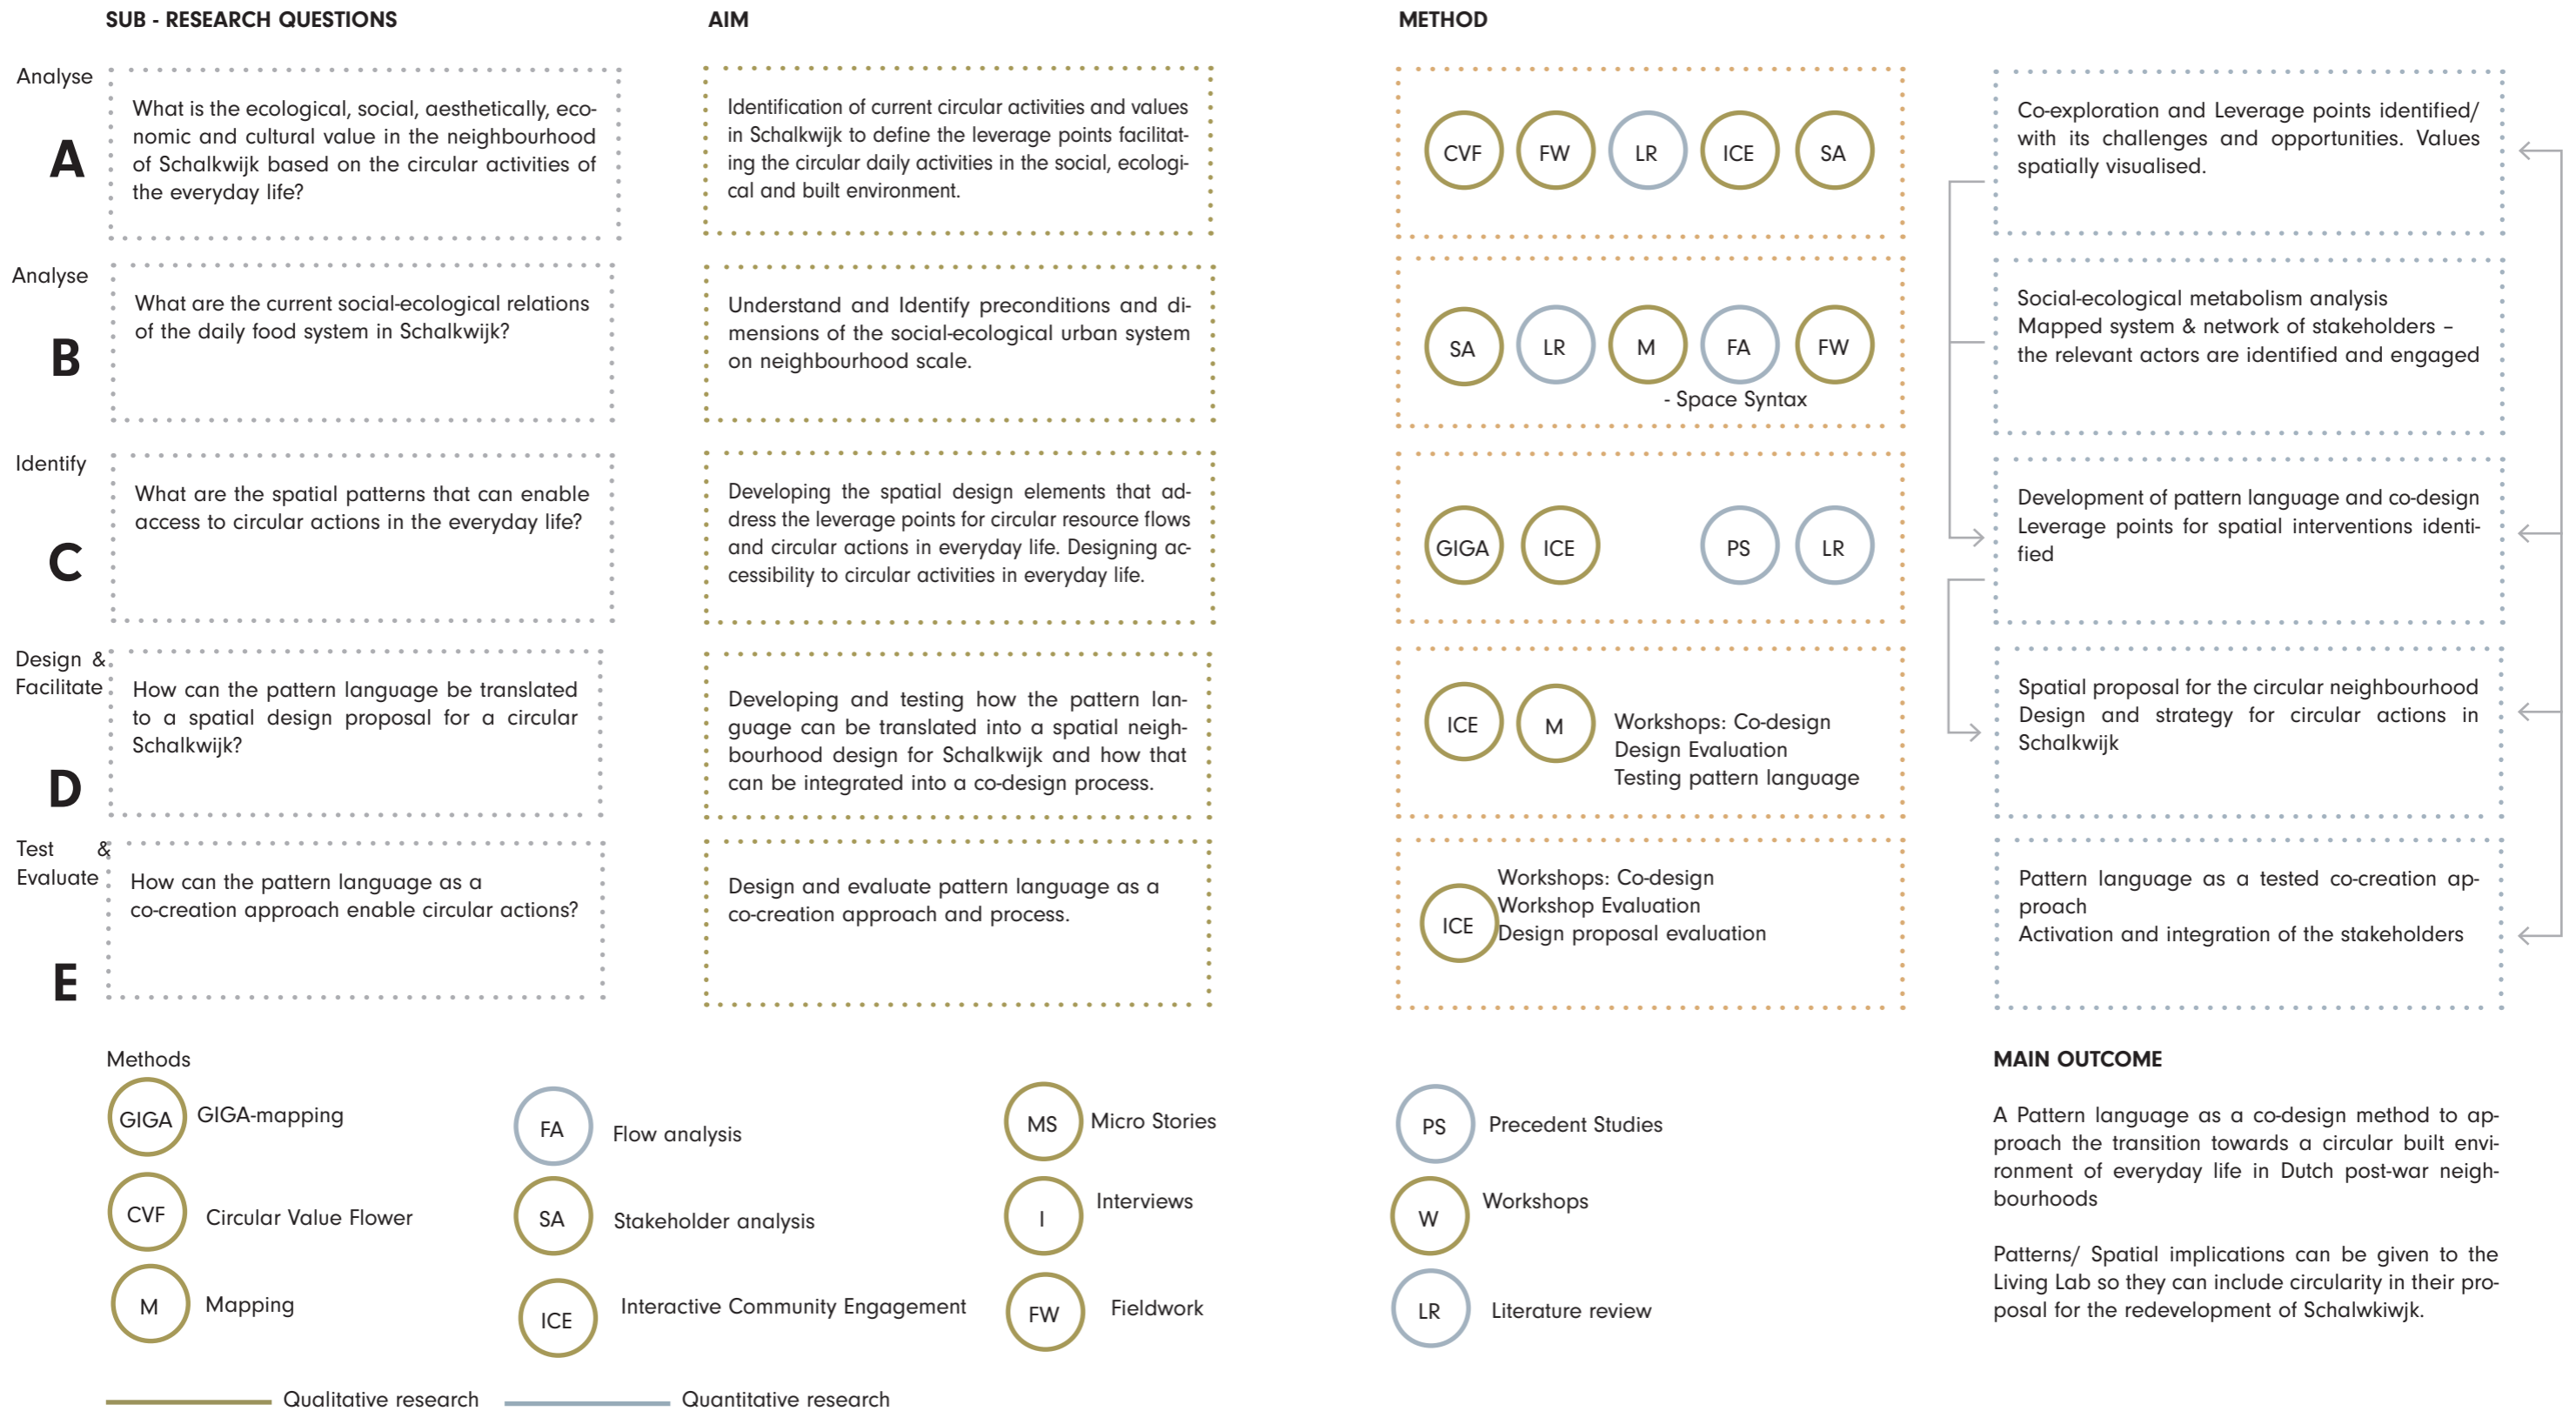 SUB - RESEARCH QUESTIONS
AIM
METHOD
Analyse
A
What is the ecological, social, aesthetically, eco-
nomic and cultural value in the neighbourhood
of Schalkwijk based on the circular activities of
the everyday life?
Identification of current circular activities and values
in Schalkwijk to define the leverage points facilitat-
ing the circular daily activities in the social, ecologi-
cal and built environment.
CVF
FW
LR
ICE
SA
Co-exploration and Leverage points identified/
with its challenges and opportunities. Values
spatially visualised.
Analyse
B
What are the current social-ecological relations
of the daily food system in Schalkwijk?
Understand and Identify preconditions and di-
mensions of the social-ecological urban system
on neighbourhood scale.
SA
LR
M
FA
FW
- Space Syntax
Social-ecological metabolism analysis
Mapped system & network of stakeholders –
the relevant actors are identified and engaged
Identify
C
What are the spatial patterns that can enable
access to circular actions in the everyday life?
Developing the spatial design elements that ad-
dress the leverage points for circular resource flows
and circular actions in everyday life. Designing ac-
cessibility to circular activities in everyday life.
GIGA
ICE
PS
LR
Development of pattern language and co-design
Leverage points for spatial interventions identi-
fied
Design &
Facilitate
D
How can the pattern language be translated
to a spatial design proposal for a circular
Schalkwijk?
Developing and testing how the pattern lan-
guage can be translated into a spatial neigh-
bourhood design for Schalkwijk and how that
can be integrated into a co-design process.
ICE
M
Workshops: Co-design
Design Evaluation
Testing pattern language
Spatial proposal for the circular neighbourhood
Design and strategy for circular actions in
Schalkwijk
Test &
Evaluate
E
How can the pattern language as a
co-creation approach enable circular actions?
Design and evaluate pattern language as a
co-creation approach and process.
ICE
Workshops: Co-design
Workshop Evaluation
Design proposal evaluation
Pattern language as a tested co-creation ap-
proach
Activation and integration of the stakeholders
Methods
GIGA
GIGA-mapping
CVF
Circular Value Flower
M
Mapping
FA
Flow analysis
SA
Stakeholder analysis
ICE
Interactive Community Engagement
MS
Micro Stories
I
Interviews
FW
Fieldwork
PS
Precedent Studies
W
Workshops
LR
Literature review
MAIN OUTCOME
A Pattern language as a co-design method to ap-
proach the transition towards a circular built envi-
ronment of everyday life in Dutch post-war neigh-
bourhoods
Patterns/ Spatial implications can be given to the
Living Lab so they can include circularity in their pro-
posal for the redevelopment of Schalwkiwjk.
Qualitative research
Quantitative research